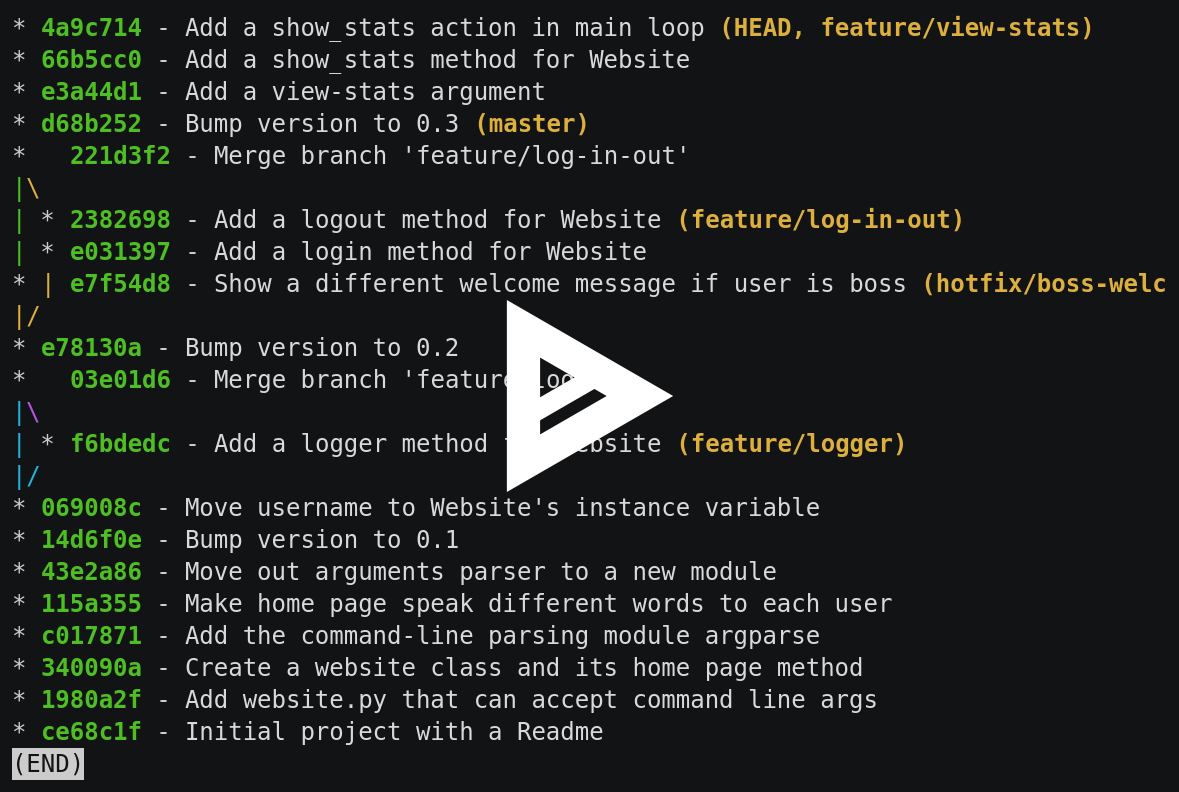 * 4a9c714 - Add a show_stats action in main loop (HEAD, feature/view-stats)
* 66b5cc0 - Add a show_stats method for Website
* e3a44d1 - Add a view-stats argument
* d68b252 - Bump version to 0.3 (master)
*   221d3f2 - Merge branch 'feature/log-in-out'
|\
| * 2382698 - Add a logout method for Website (feature/log-in-out)
| * e031397 - Add a login method for Website
* | e7f54d8 - Show a different welcome message if user is boss (hotfix/boss-welc
|/
* e78130a - Bump version to 0.2
*   03e01d6 - Merge branch
|\
| * f6bdedc - Add a logger method (feature/logger)
|/
* 069008c - Move username to Website's instance variable
* 14d6f0e - Bump version to 0.1
* 43e2a86 - Move out arguments parser to a new module
* 115a355 - Make home page speak different words to each user
* c017871 - Add the command-line parsing module argparse
* 340090a - Create a website class and its home page method
* 1980a2f - Add website.py that can accept command line args
* ce68c1f - Initial project with a Readme
(END)